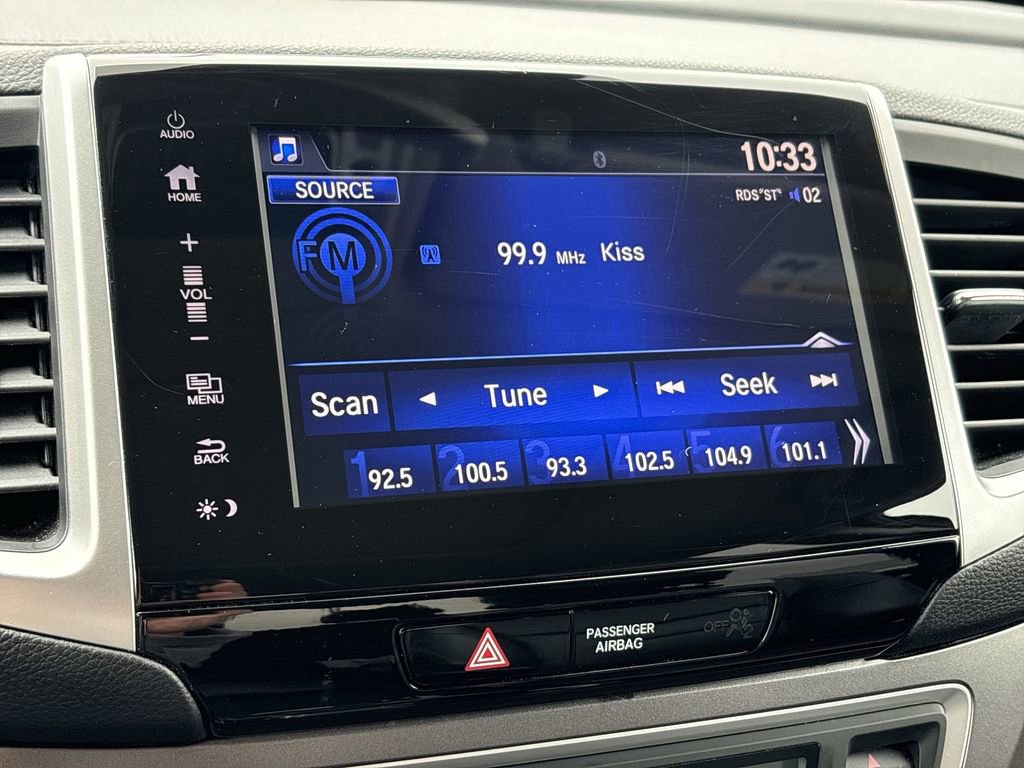 AUDIO
10:33
HOME
SOURCE
RDS ST 02
FM
99.9 MHz Kiss
+
VOL
−
Scan
Tune
Seek
MENU
1 92.5
2 100.5
3 93.3
4 102.5
5 104.9
6 101.1
BACK
PASSENGER
AIRBAG
OFF
2